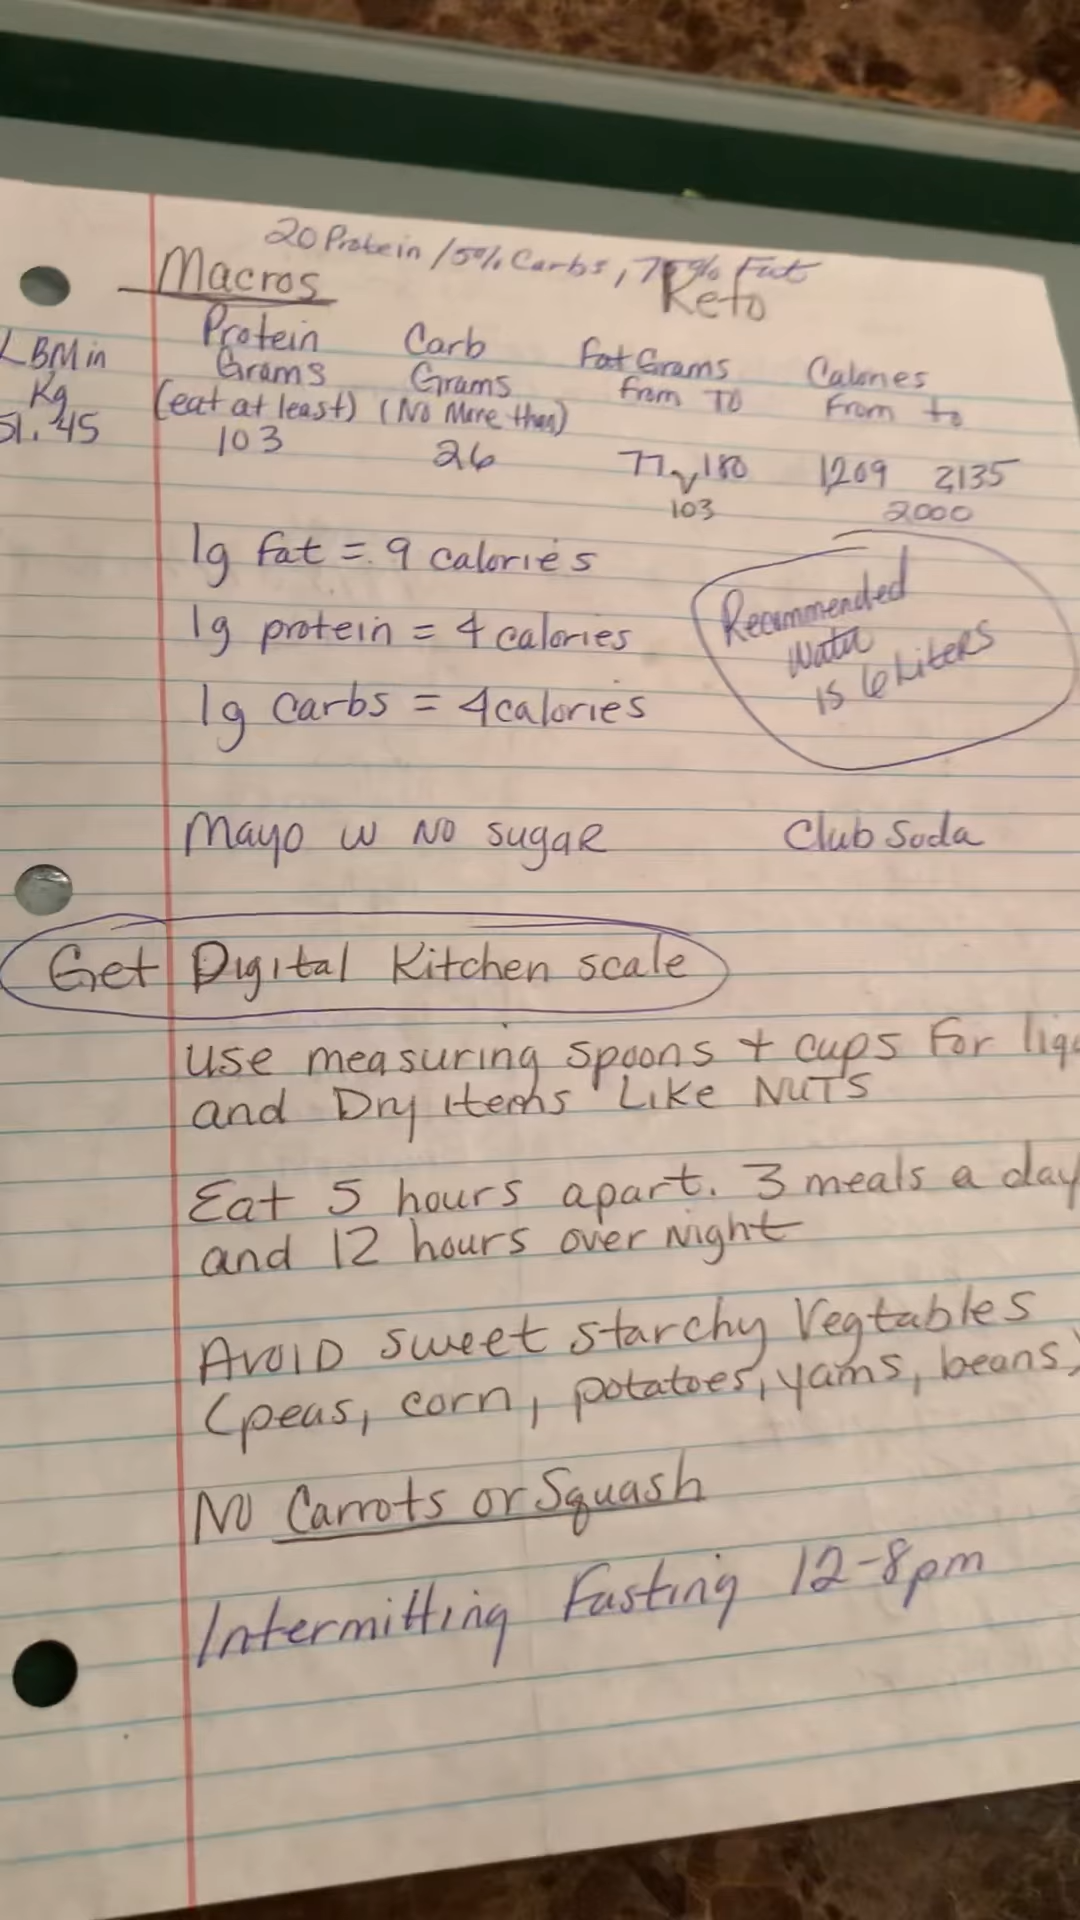 20 Protein / 5% Carbs, 75% Fat
Macros Keto
LBM in Kg Protein Grams Carb Grams Fat Grams Calories
(eat at least) (No More than) from To From to
51.45 103 26 77 180 1209 2135
103 2000
1g fat = 9 calories
1g protein = 4 calories
1g carbs = 4 calories
Recommended
Water
is 6 Liters
Mayo w No sugar Club Soda
Get Digital Kitchen scale
Use measuring spoons + cups For liqu
and Dry items Like NUTS
Eat 5 hours apart. 3 meals a day
and 12 hours over night
Avoid sweet starchy Vegtables
(peas, corn, potatoes, yams, beans)
No Carrots or Squash
Intermitting Fasting 12-8pm